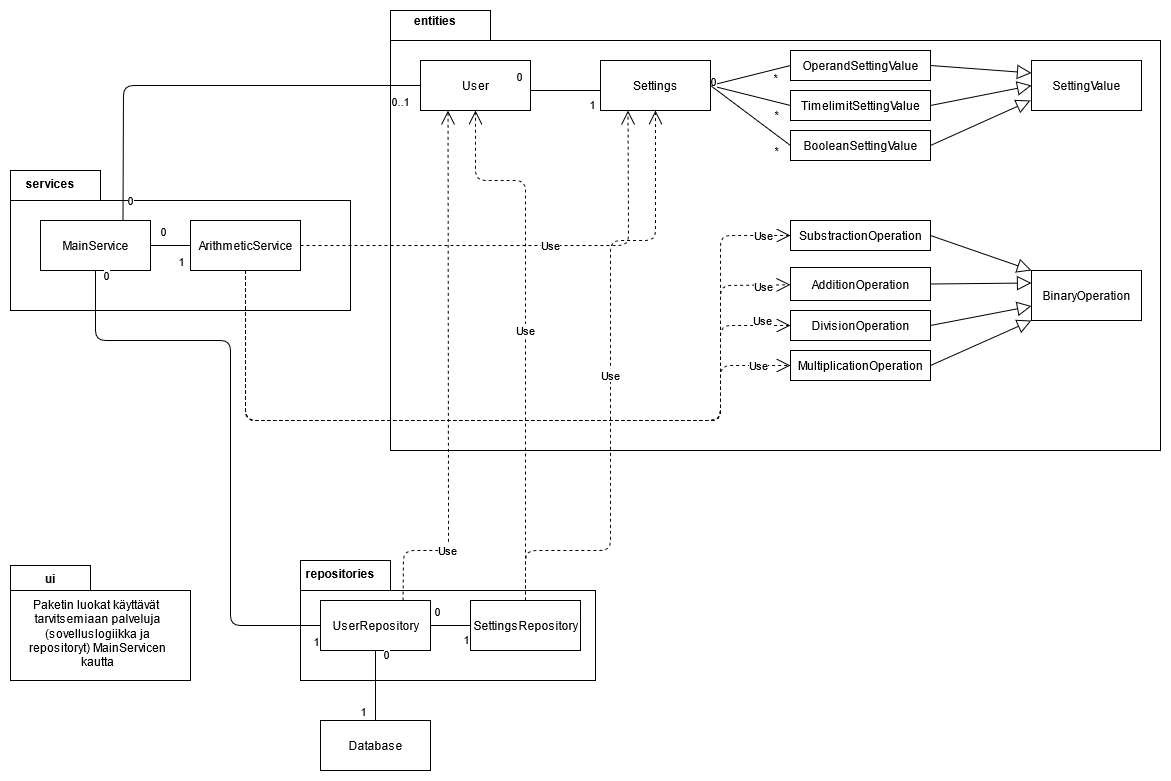 entities
User
0
Settings
0
OperandSettingValue
*
TimelimitSettingValue
*
BooleanSettingValue
*
SettingValue
0..1
1
services
0
MainService
0
1
ArithmeticService
0
Use
Use
SubstractionOperation
Use
AdditionOperation
Use
DivisionOperation
Use
MultiplicationOperation
BinaryOperation
Use
Use
Use
ui
Paketin luokat käyttävät
tarvitsemiaan palveluja
(sovelluslogiikka ja
repositoryt) MainServicen
kautta
repositories
UserRepository
0
1
SettingsRepository
1
0
1
Database